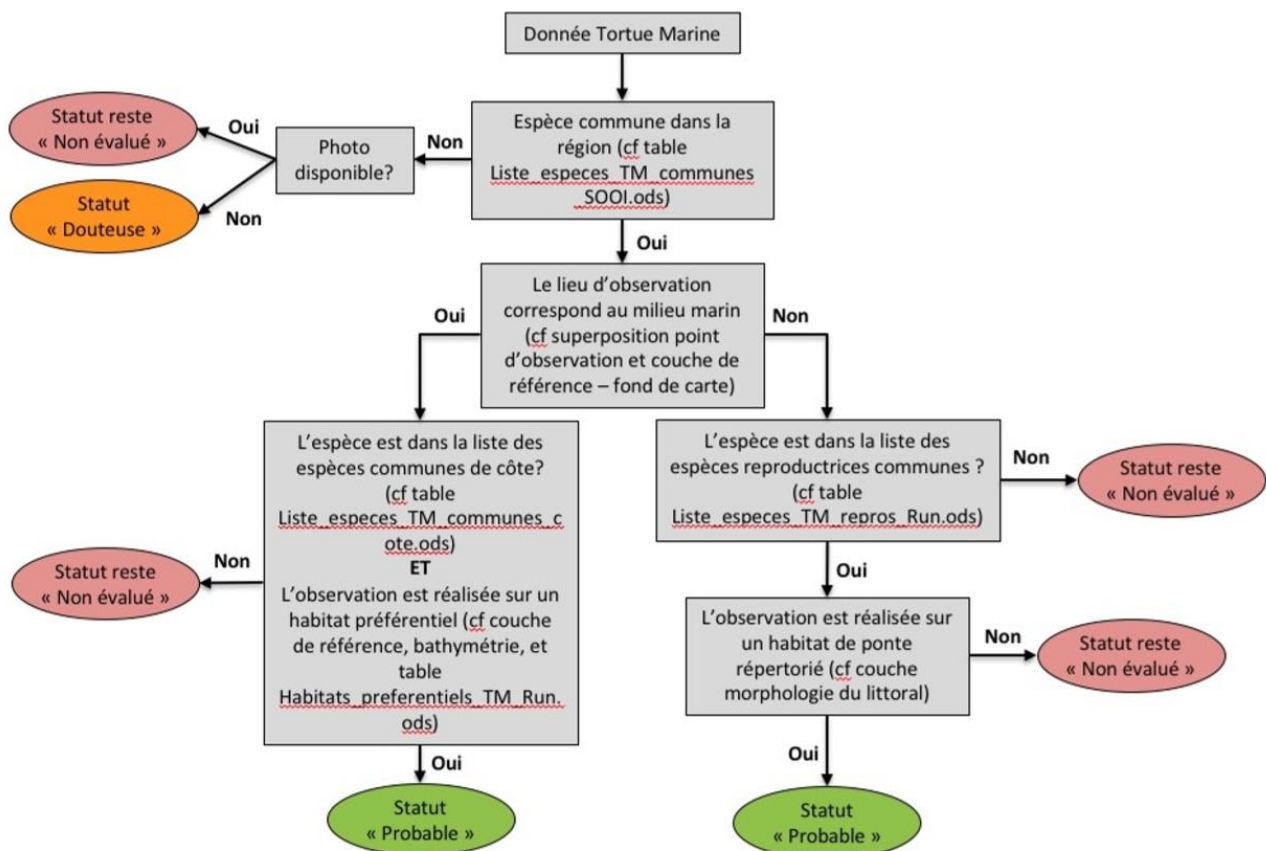 Donnée Tortue Marine
Statut reste
« Non évalué »
Oui
Photo
disponible?
Non
Espèce commune dans la
région (cf table
Liste_especes_TM_communes
_SOOI.ods)
Statut
« Douteuse »
Non
Oui
Le lieu d'observation
correspond au milieu marin
(cf superposition point
d'observation et couche de
référence – fond de carte)
Oui
Non
L'espèce est dans la liste des
espèces communes de côte?
(cf table
Liste_especes_TM_communes_c
ote.ods)
ET
L'observation est réalisée sur un
habitat préférentiel (cf couche
de référence, bathymétrie, et
table
Habitats_preferentiels_TM_Run.
ods)
Non
Statut reste
« Non évalué »
Oui
Statut
« Probable »
L'espèce est dans la liste des
espèces reproductrices communes ?
(cf table
Liste_especes_TM_repros_Run.ods)
Non
Statut reste
« Non évalué »
Oui
L'observation est réalisée sur
un habitat de ponte
répertorié (cf couche
morphologie du littoral)
Non
Statut reste
« Non évalué »
Oui
Statut
« Probable »